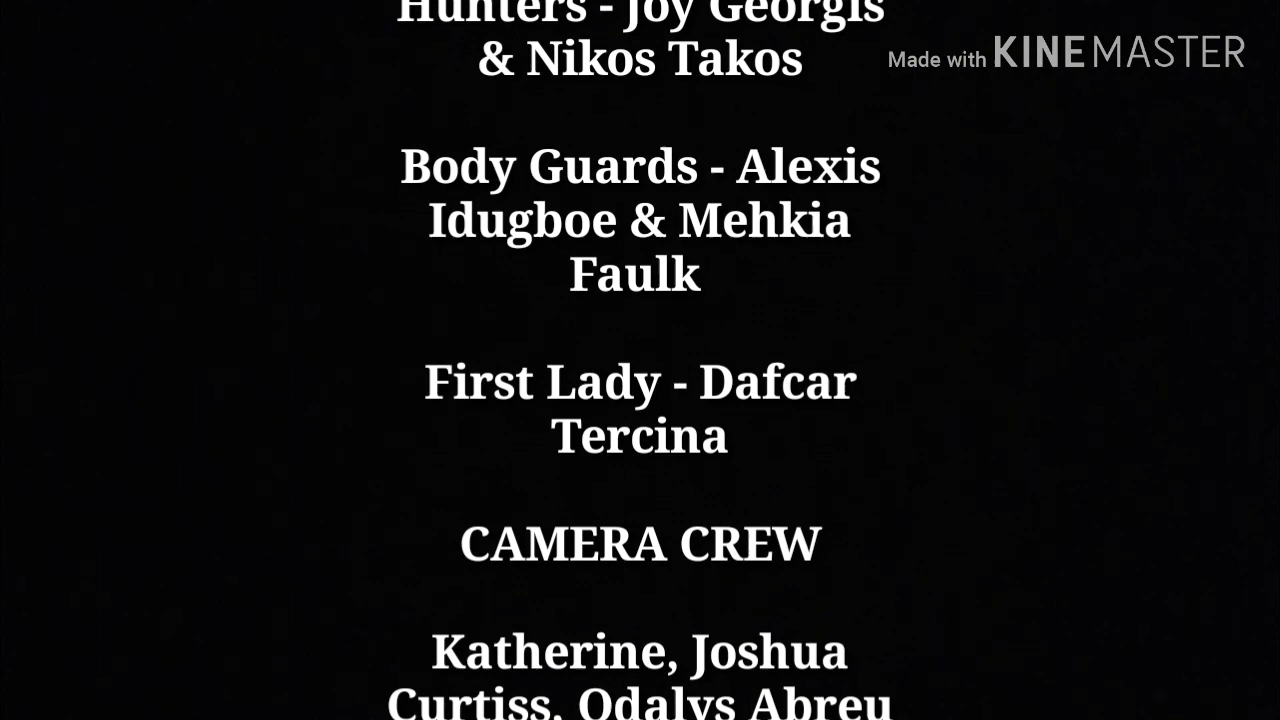 Hunters - Joy Georgis
& Nikos Takos
Made with KINEMASTER
Body Guards - Alexis
Idugboe & Mehkia
Faulk
First Lady - Dafcar
Tercina
CAMERA CREW
Katherine, Joshua
Curtiss, Odalys Abreu